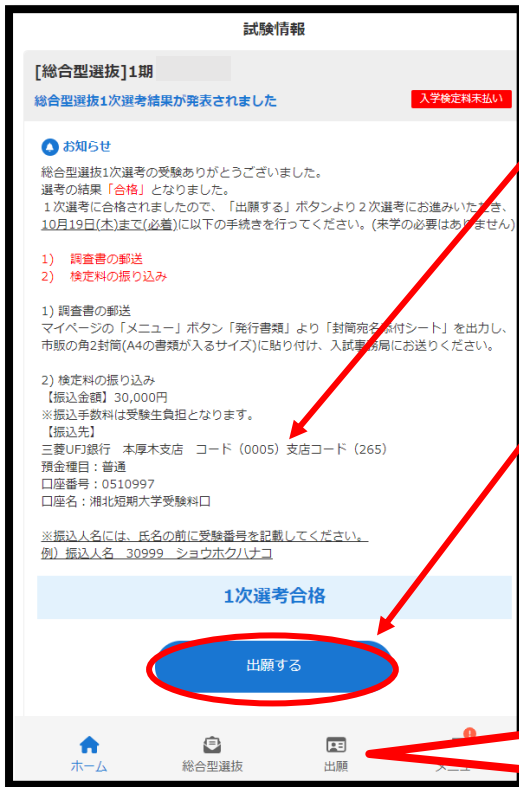 試験情報
[総合型選抜]1期
総合型選抜1次選考結果が発表されました
入学検定料未払い
お知らせ
総合型選抜1次選考の受験ありがとうございました。
選考の結果「合格」となりました。
1次選考に合格されましたので、「出願する」ボタンより2次選考にお進みいただき、
10月19日(木)まで(必着)に以下の手続きを行ってください。(来学の必要はありません)
1) 調査書の郵送
2) 検定料の振り込み
1) 調査書の郵送
マイページの「メニュー」ボタン「発行書類」より「封筒宛名添付シート」を出力し、
市販の角2封筒(A4の書類が入るサイズ)に貼り付け、入試事務局にお送りください。
2) 検定料の振り込み
【振込金額】30,000円
※振込手数料は受験生負担となります。
【振込先】
三菱UFJ銀行 本厚木支店 コード（0005）支店コード（265）
預金種目：普通
口座番号：0510997
口座名：湘北短期大学受験料口
※振込人名には、氏名の前に受験番号を記載してください。
例）振込人名 30999 ショウホクハナコ
1次選考合格
出願する
ホーム
総合型選抜
出願
メニュー